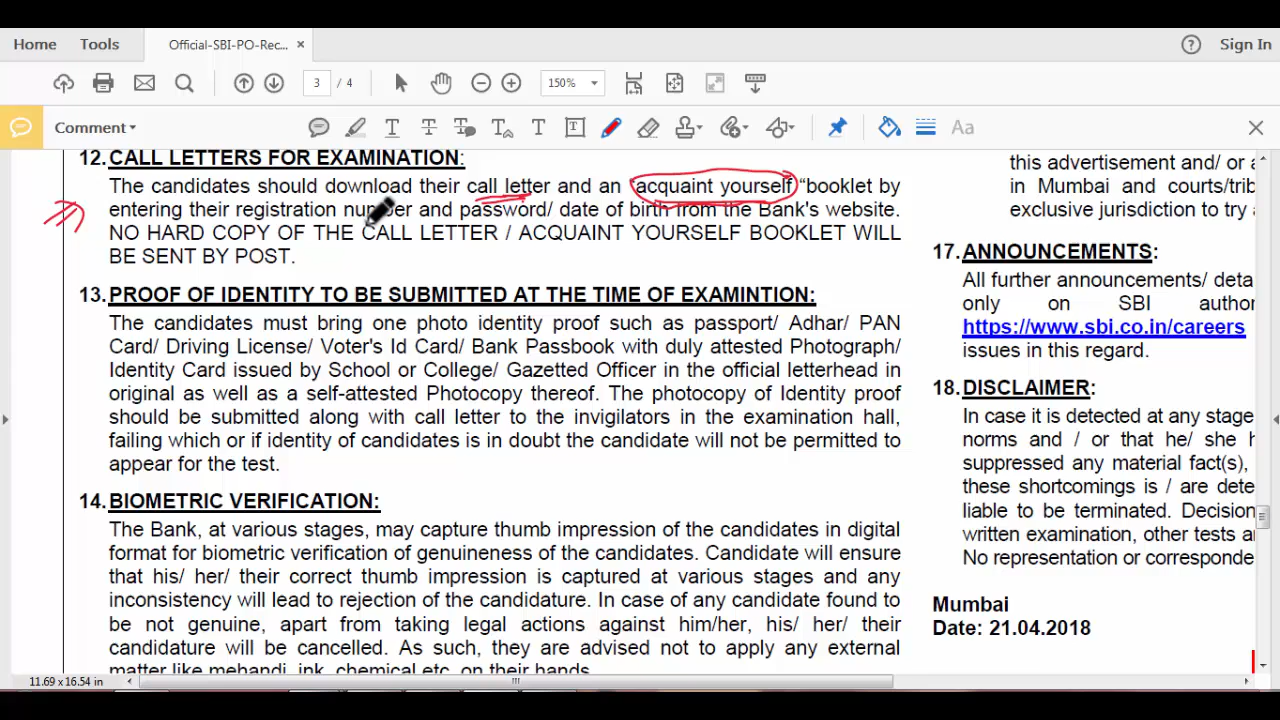 Home Tools Official-SBI-PO-Rec... × Sign In
3 / 4 150%
Comment
12. CALL LETTERS FOR EXAMINATION:
The candidates should download their call letter and an "acquaint yourself "booklet by
entering their registration number and password/ date of birth from the Bank's website.
NO HARD COPY OF THE CALL LETTER / ACQUAINT YOURSELF BOOKLET WILL
BE SENT BY POST.
13. PROOF OF IDENTITY TO BE SUBMITTED AT THE TIME OF EXAMINTION:
The candidates must bring one photo identity proof such as passport/ Adhar/ PAN
Card/ Driving License/ Voter's Id Card/ Bank Passbook with duly attested Photograph/
Identity Card issued by School or College/ Gazetted Officer in the official letterhead in
original as well as a self-attested Photocopy thereof. The photocopy of Identity proof
should be submitted along with call letter to the invigilators in the examination hall,
failing which or if identity of candidates is in doubt the candidate will not be permitted to
appear for the test.
14. BIOMETRIC VERIFICATION:
The Bank, at various stages, may capture thumb impression of the candidates in digital
format for biometric verification of genuineness of the candidates. Candidate will ensure
that his/ her/ their correct thumb impression is captured at various stages and any
inconsistency will lead to rejection of the candidature. In case of any candidate found to
be not genuine, apart from taking legal actions against him/her, his/ her/ their
candidature will be cancelled. As such, they are advised not to apply any external
matter like mehandi, ink, chemical etc. on their hands.
this advertisement and/ or a
in Mumbai and courts/trib
exclusive jurisdiction to try a
17. ANNOUNCEMENTS:
All further announcements/ deta
only on SBI author
https://www.sbi.co.in/careers
issues in this regard.
18. DISCLAIMER:
In case it is detected at any stage
norms and / or that he/ she h
suppressed any material fact(s),
these shortcomings is / are dete
liable to be terminated. Decision
written examination, other tests a
No representation or corresponde
Mumbai
Date: 21.04.2018
11.69 x 16.54 in